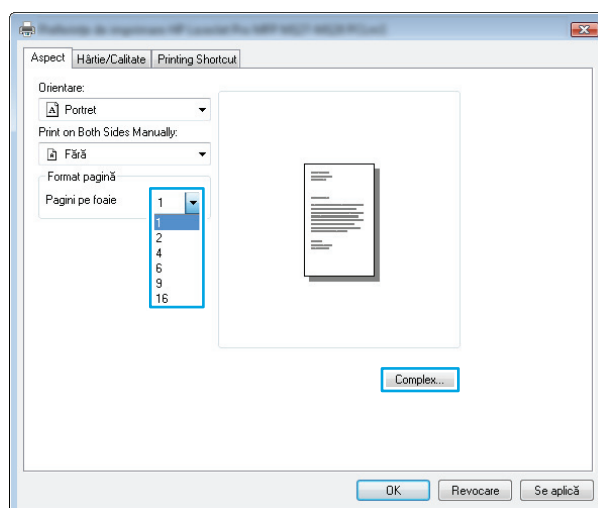 Aspect Hârtie/Calitate Printing Shortcut
Orientare:
Portret
Print on Both Sides Manually:
Fără
Format pagină
Pagini pe foaie 1
1
2
4
6
9
16
Complex...
OK Revocare Se aplică